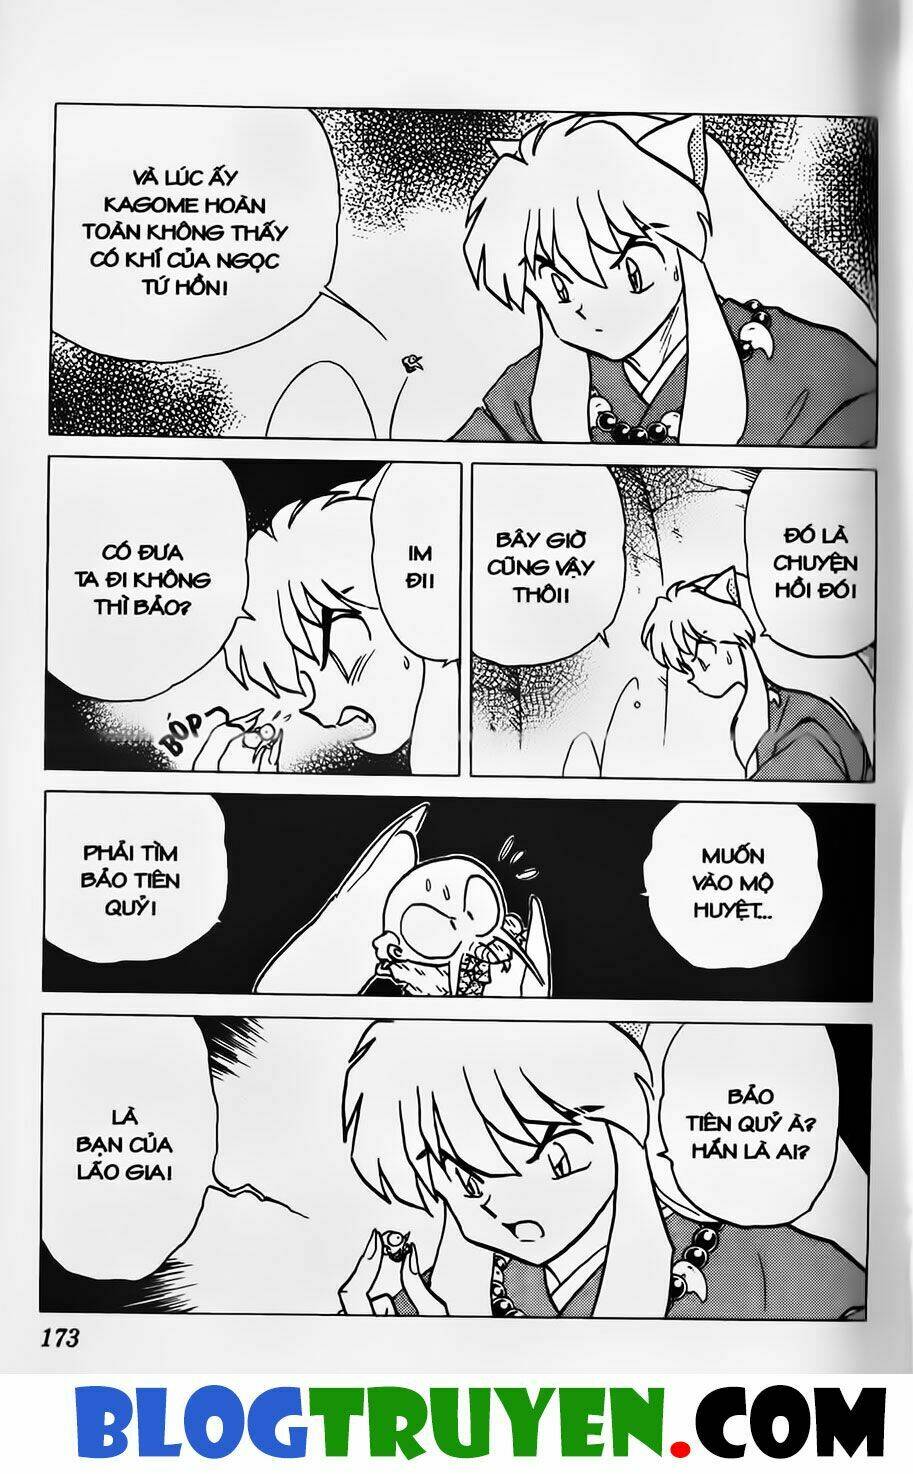 VÀ LÚC ẤY
KAGOME HOÀN
TOÀN KHÔNG THẤY
CÓ KHÍ CỦA NGỌC
TỨ HỒN!
ĐÓ LÀ
CHUYỆN
HỒI ĐÓ!
BÂY GIỜ
CŨNG VẬY
THÔI!
IM
ĐI!
CÓ ĐƯA
TA ĐI KHÔNG
THÌ BẢO?
BÓP
MUỐN
VÀO MỘ
HUYỆT...
PHẢI TÌM
BẢO TIÊN
QUỶ!
BẢO
TIÊN QUỶ À?
HẮN LÀ AI?
LÀ
BẠN CỦA
LÃO GIA!
173
BLOGTRUYEN.COM